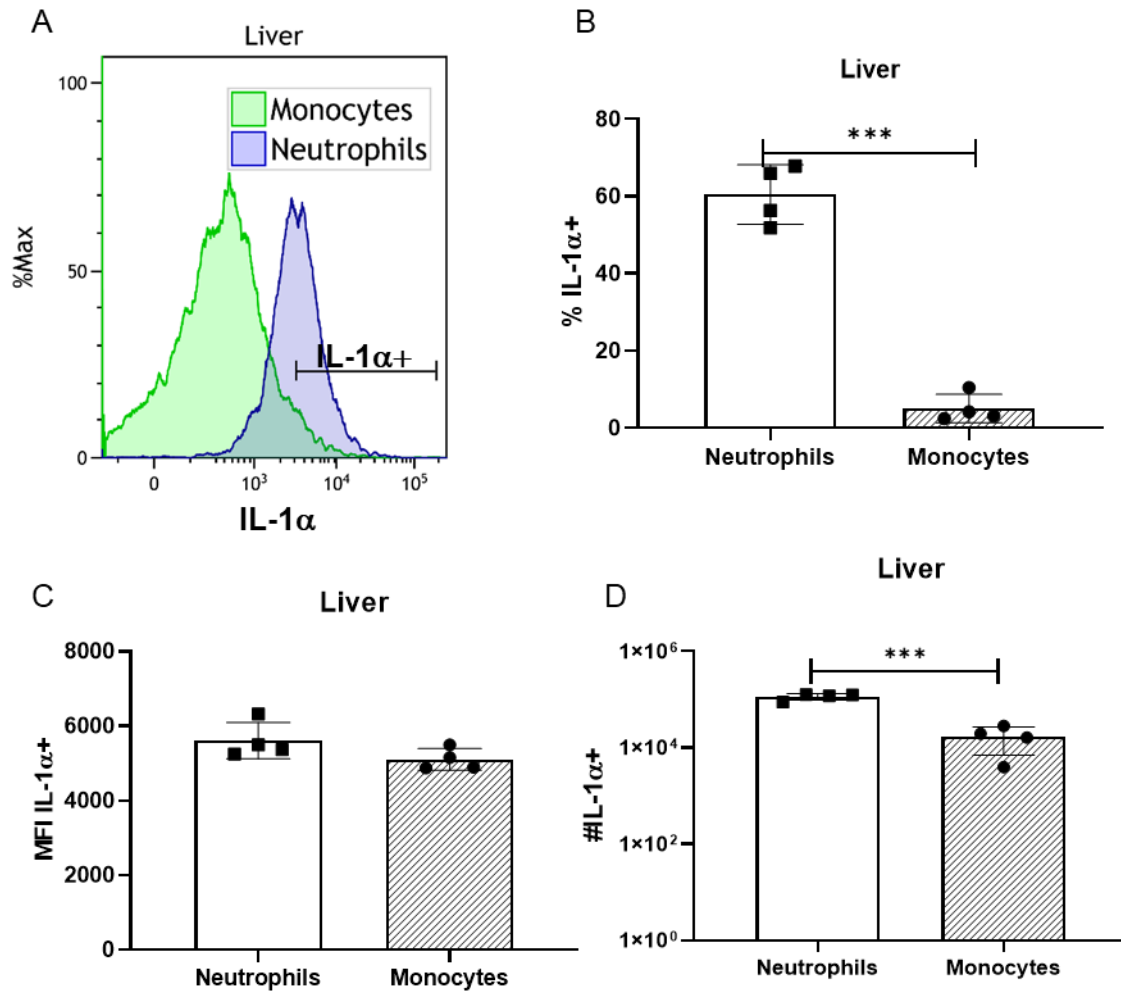 A
Liver
100
50
0
%Max
Monocytes
Neutrophils
IL-1α+
0
10³
10⁴
10⁵
IL-1α
B
Liver
80
60
40
20
0
% IL-1α+
***
Neutrophils
Monocytes
C
Liver
8000
6000
4000
2000
0
MFI IL-1α+
Neutrophils
Monocytes
D
Liver
1×10⁶
1×10⁴
1×10²
1×10⁰
#IL-1α+
***
Neutrophils
Monocytes